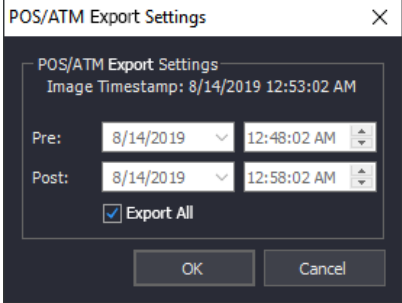 POS/ATM Export Settings
POS/ATM Export Settings
Image Timestamp: 8/14/2019 12:53:02 AM
Pre: 8/14/2019 12:48:02 AM
Post: 8/14/2019 12:58:02 AM
Export All
OK Cancel